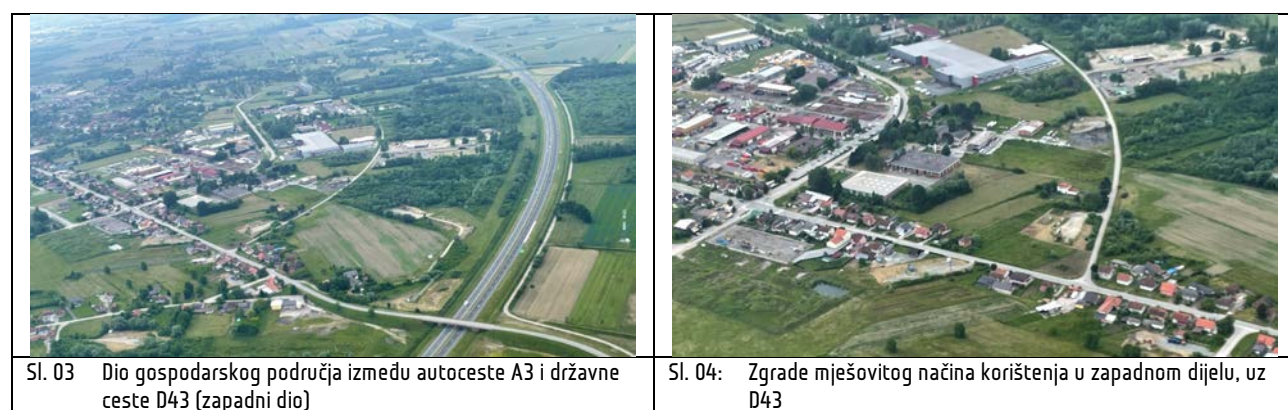 Sl. 03 Dio gospodarskog područja između autoceste A3 i državne
ceste D43 (zapadni dio)
Sl. 04: Zgrade mješovitog načina korištenja u zapadnom dijelu, uz
D43